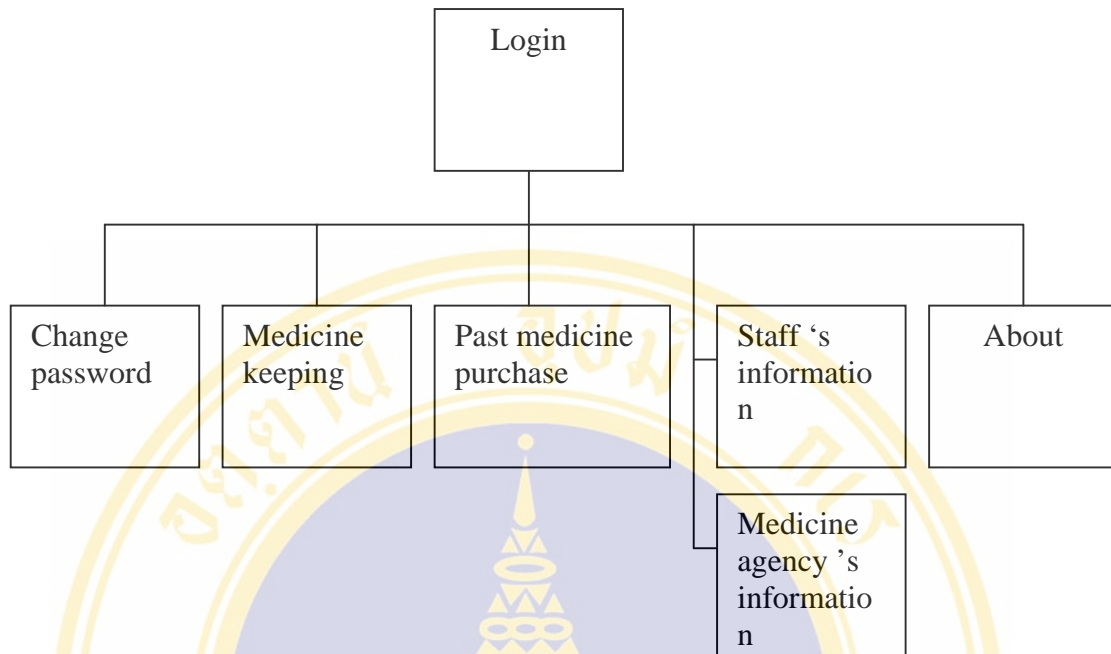 Login
Change
password
Medicine
keeping
Past medicine
purchase
Staff ‘s
informatio
n
About
Medicine
agency ’s
informatio
n